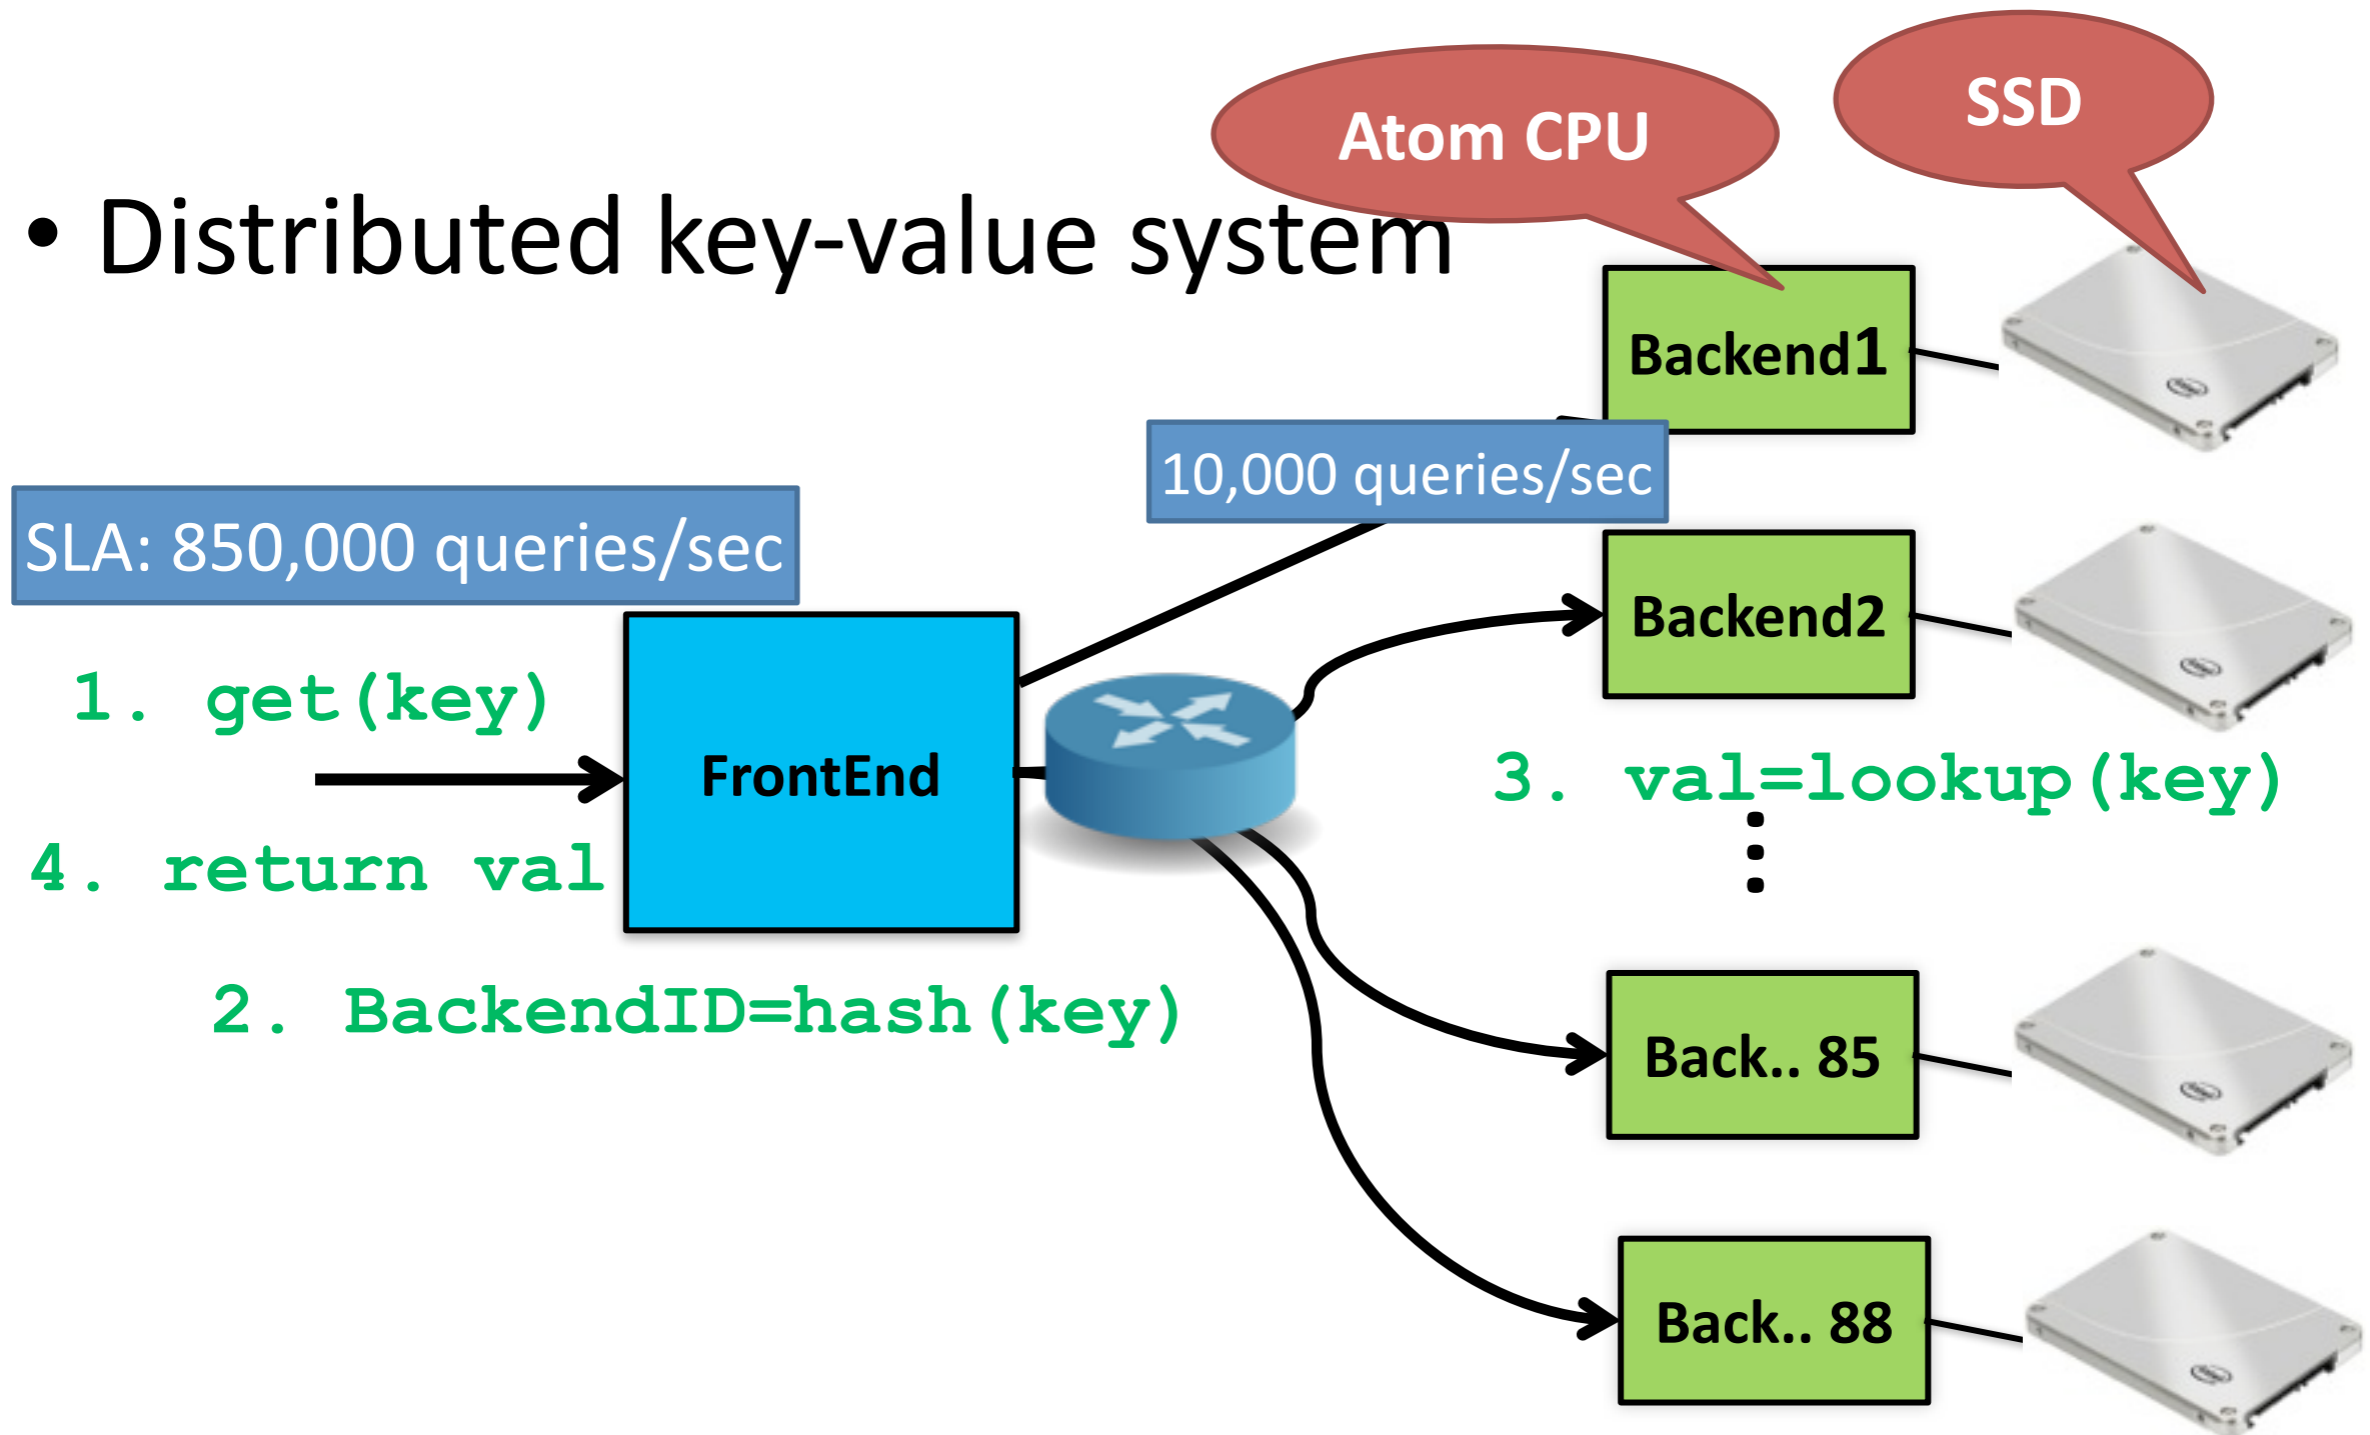 Atom CPU
SSD
• Distributed key-value system
Backend1
10,000 queries/sec
SLA: 850,000 queries/sec
Backend2
1. get(key)
FrontEnd
3. val=lookup(key)
4. return val
2. BackendID=hash(key)
Back.. 85
Back.. 88